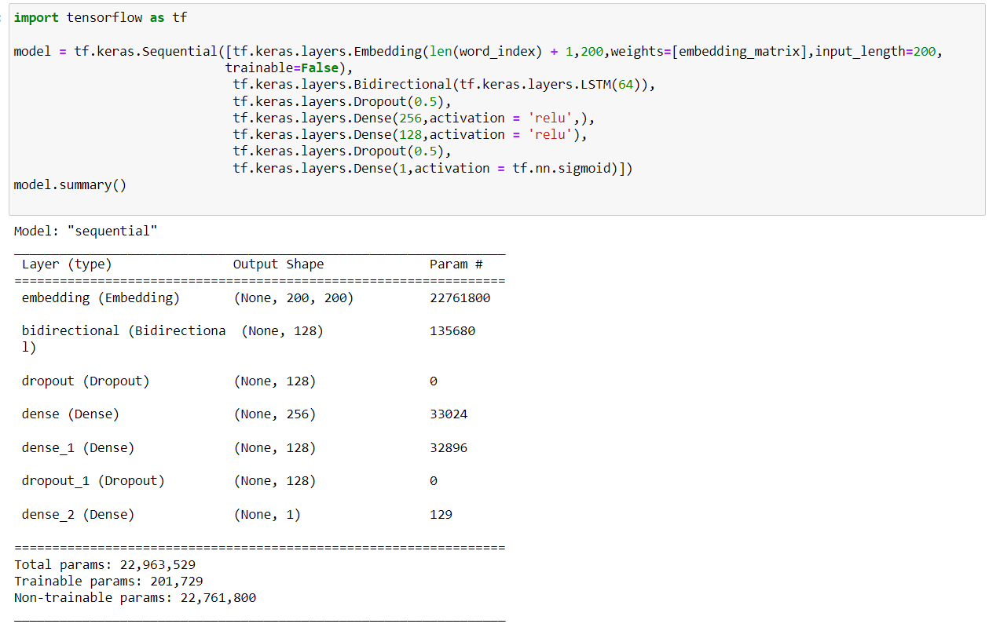 import tensorflow as tf
model = tf.keras.Sequential([tf.keras.layers.Embedding(len(word_index) + 1,200,weights=[embedding_matrix],input_length=200,
trainable=False),
tf.keras.layers.Bidirectional(tf.keras.layers.LSTM(64)),
tf.keras.layers.Dropout(0.5),
tf.keras.layers.Dense(256,activation = 'relu',),
tf.keras.layers.Dense(128,activation = 'relu'),
tf.keras.layers.Dropout(0.5),
tf.keras.layers.Dense(1,activation = tf.nn.sigmoid)])
model.summary()
Model: "sequential"
_________________________________________________________________
Layer (type) Output Shape Param #
=================================================================
embedding (Embedding) (None, 200, 200) 22761800
bidirectional (Bidirectiona (None, 128) 135680
l)
dropout (Dropout) (None, 128) 0
dense (Dense) (None, 256) 33024
dense_1 (Dense) (None, 128) 32896
dropout_1 (Dropout) (None, 128) 0
dense_2 (Dense) (None, 1) 129
=================================================================
Total params: 22,963,529
Trainable params: 201,729
Non-trainable params: 22,761,800
_________________________________________________________________